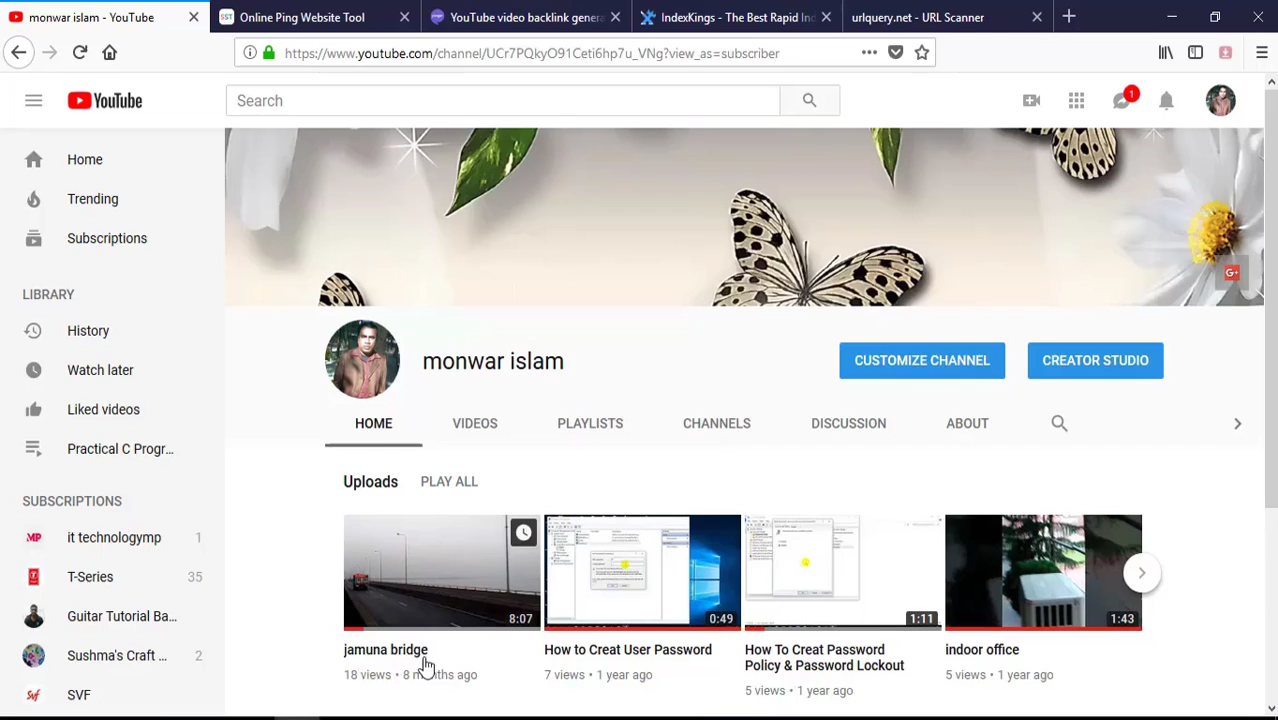 monwar islam - YouTube
Online Ping Website Tool
YouTube video backlink genera
IndexKings - The Best Rapid In
urlquery.net - URL Scanner
https://www.youtube.com/channel/UCr7PQkyO91Ceti6hp7u_VNg?view_as=subscriber
YouTube
Search
1
Home
Trending
Subscriptions
LIBRARY
History
Watch later
Liked videos
Practical C Progr...
SUBSCRIPTIONS
it technologymp 1
T-Series 35
Guitar Tutorial Ba...
Sushma's Craft ... 2
SVF
monwar islam
CUSTOMIZE CHANNEL
CREATOR STUDIO
HOME VIDEOS PLAYLISTS CHANNELS DISCUSSION ABOUT
Uploads PLAY ALL
8:07
0:49
1:11
1:43
jamuna bridge
18 views • 8 months ago
How to Creat User Password
7 views • 1 year ago
How To Creat Password
Policy & Password Lockout
5 views • 1 year ago
indoor office
5 views • 1 year ago